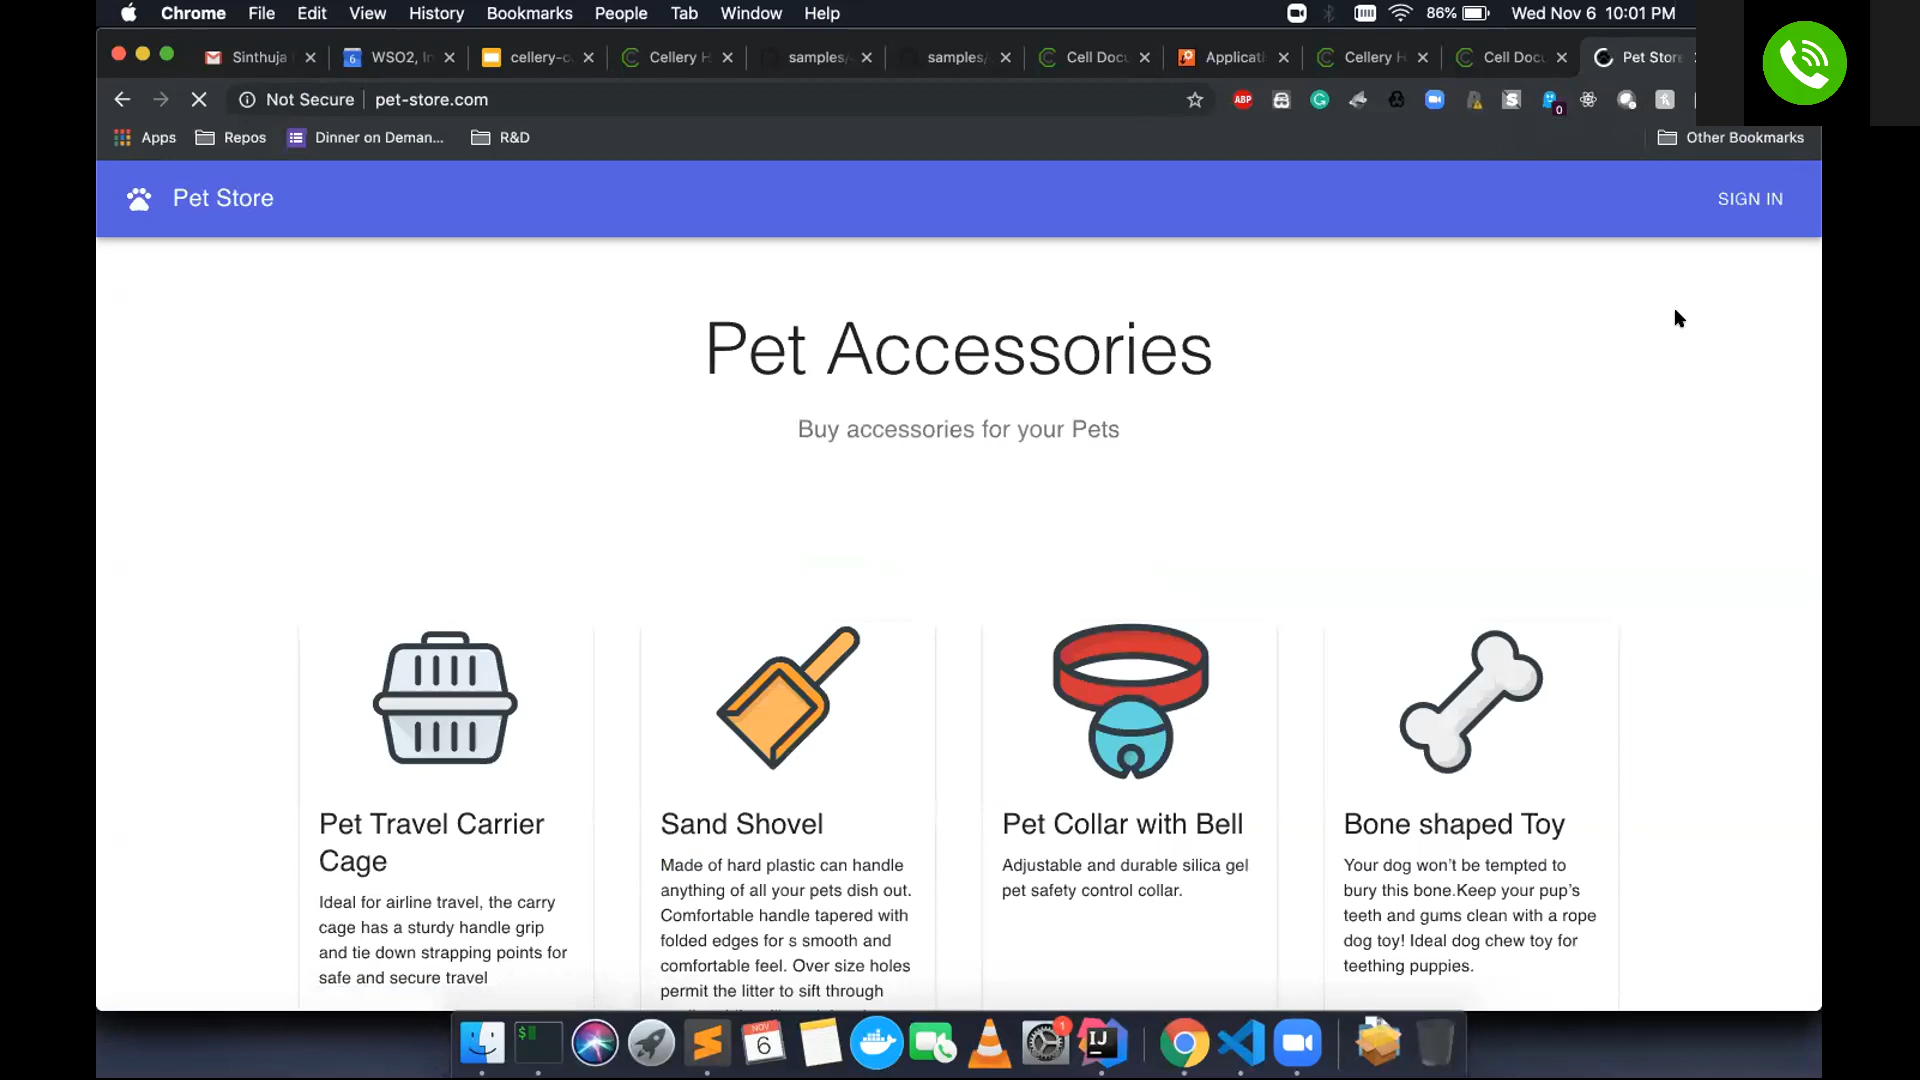 Chrome File Edit View History Bookmarks People Tab Window Help 86% Wed Nov 6 10:01 PM
Sinthuja WSO2, In cellery-c Cellery H samples/ samples/ Cell Docu Applicati Cellery H Cell Docu Pet Store
Not Secure pet-store.com ABP 0
Apps Repos Dinner on Deman... R&D Other Bookmarks
Pet Store SIGN IN
Pet Accessories
Buy accessories for your Pets
Pet Travel Carrier
Cage
Ideal for airline travel, the carry
cage has a sturdy handle grip
and tie down strapping points for
safe and secure travel
Sand Shovel
Made of hard plastic can handle
anything of all your pets dish out.
Comfortable handle tapered with
folded edges for s smooth and
comfortable feel. Over size holes
permit the litter to sift through
Pet Collar with Bell
Adjustable and durable silica gel
pet safety control collar.
Bone shaped Toy
Your dog won't be tempted to
bury this bone.Keep your pup's
teeth and gums clean with a rope
dog toy! Ideal dog chew toy for
teething puppies.
NOV
6
1
IJ